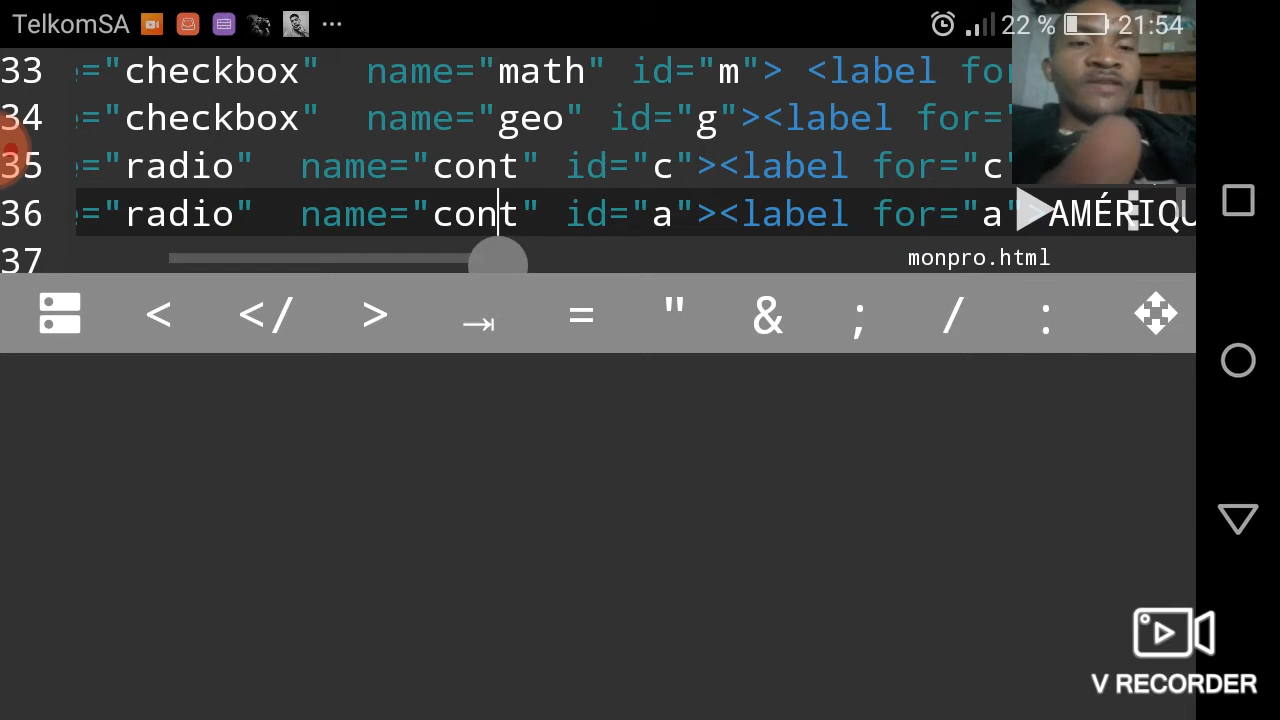 TelkomSA 22 % 21:54
33 ="checkbox" name="math" id="m"> <label for
34 ="checkbox" name="geo" id="g"><label for="
35 ="radio" name="cont" id="c"><label for="c"
36 ="radio" name="cont" id="a"><label for="a">AMÉRIQU
37
monpro.html
< </ > ⇥ = " & ; / :
V RECORDER